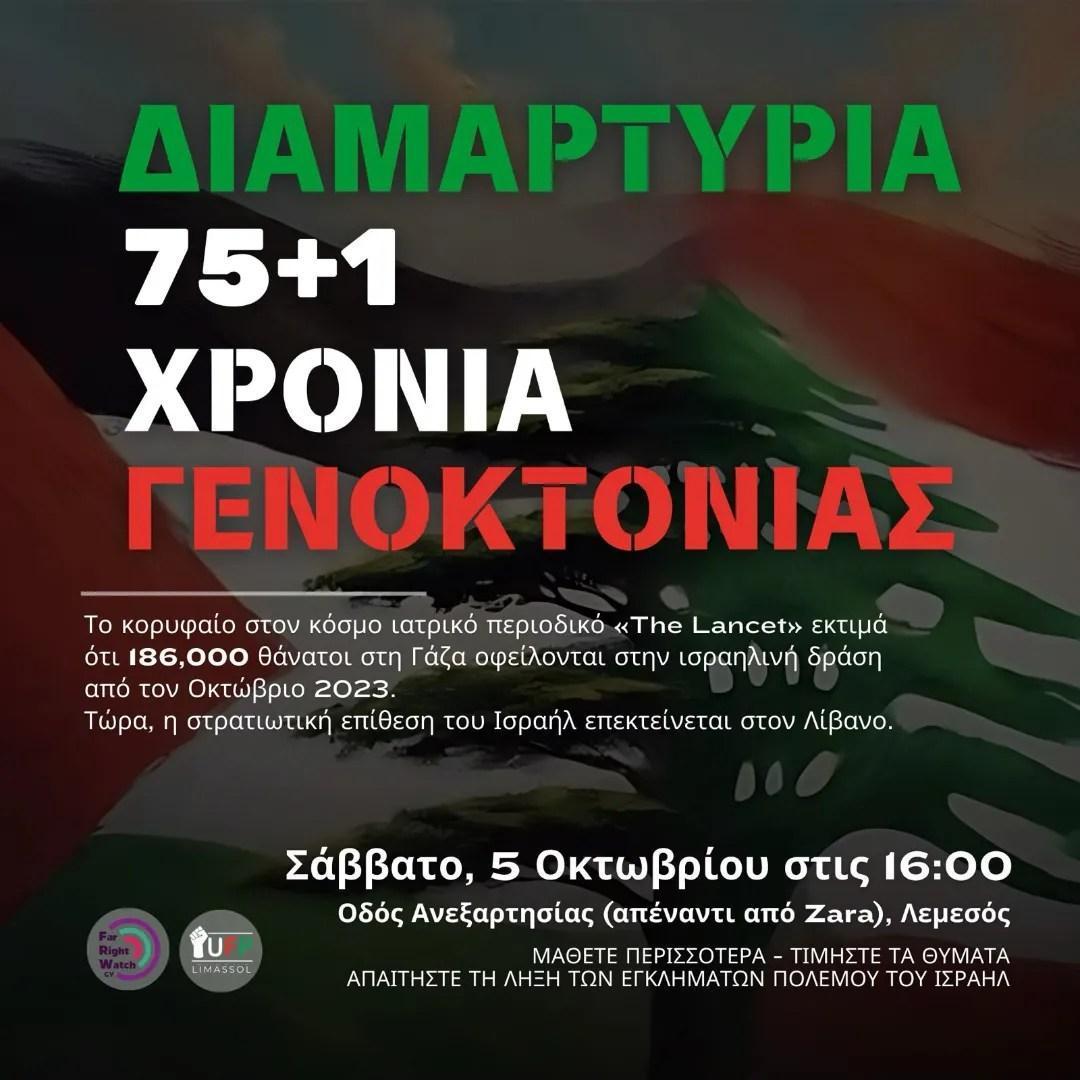 ΔΙΑΜΑΡΤΥΡΙΑ
75+1
ΧΡΟΝΙΑ
ΓΕΝΟΚΤΟΝΙΑΣ
Το κορυφαίο στον κόσμο ιατρικό περιοδικό «The Lancet» εκτιμά
ότι 186,000 θάνατοι στη Γάζα οφείλονται στην ισραηλινή δράση
από τον Οκτώβριο 2023.
Τώρα, η στρατιωτική επίθεση του Ισραήλ επεκτείνεται στον Λίβανο.
Σάββατο, 5 Οκτωβρίου στις 16:00
Οδός Ανεξαρτησίας (απέναντι από Zara), Λεμεσός
ΜΑΘΕΤΕ ΠΕΡΙΣΣΟΤΕΡΑ - ΤΙΜΗΣΤΕ ΤΑ ΘΥΜΑΤΑ
ΑΠΑΙΤΗΣΤΕ ΤΗ ΛΗΞΗ ΤΩΝ ΕΓΚΛΗΜΑΤΩΝ ΠΟΛΕΜΟΥ ΤΟΥ ΙΣΡΑΗΛ
Far
Right
Watch
CY
UFP
LIMASSOL